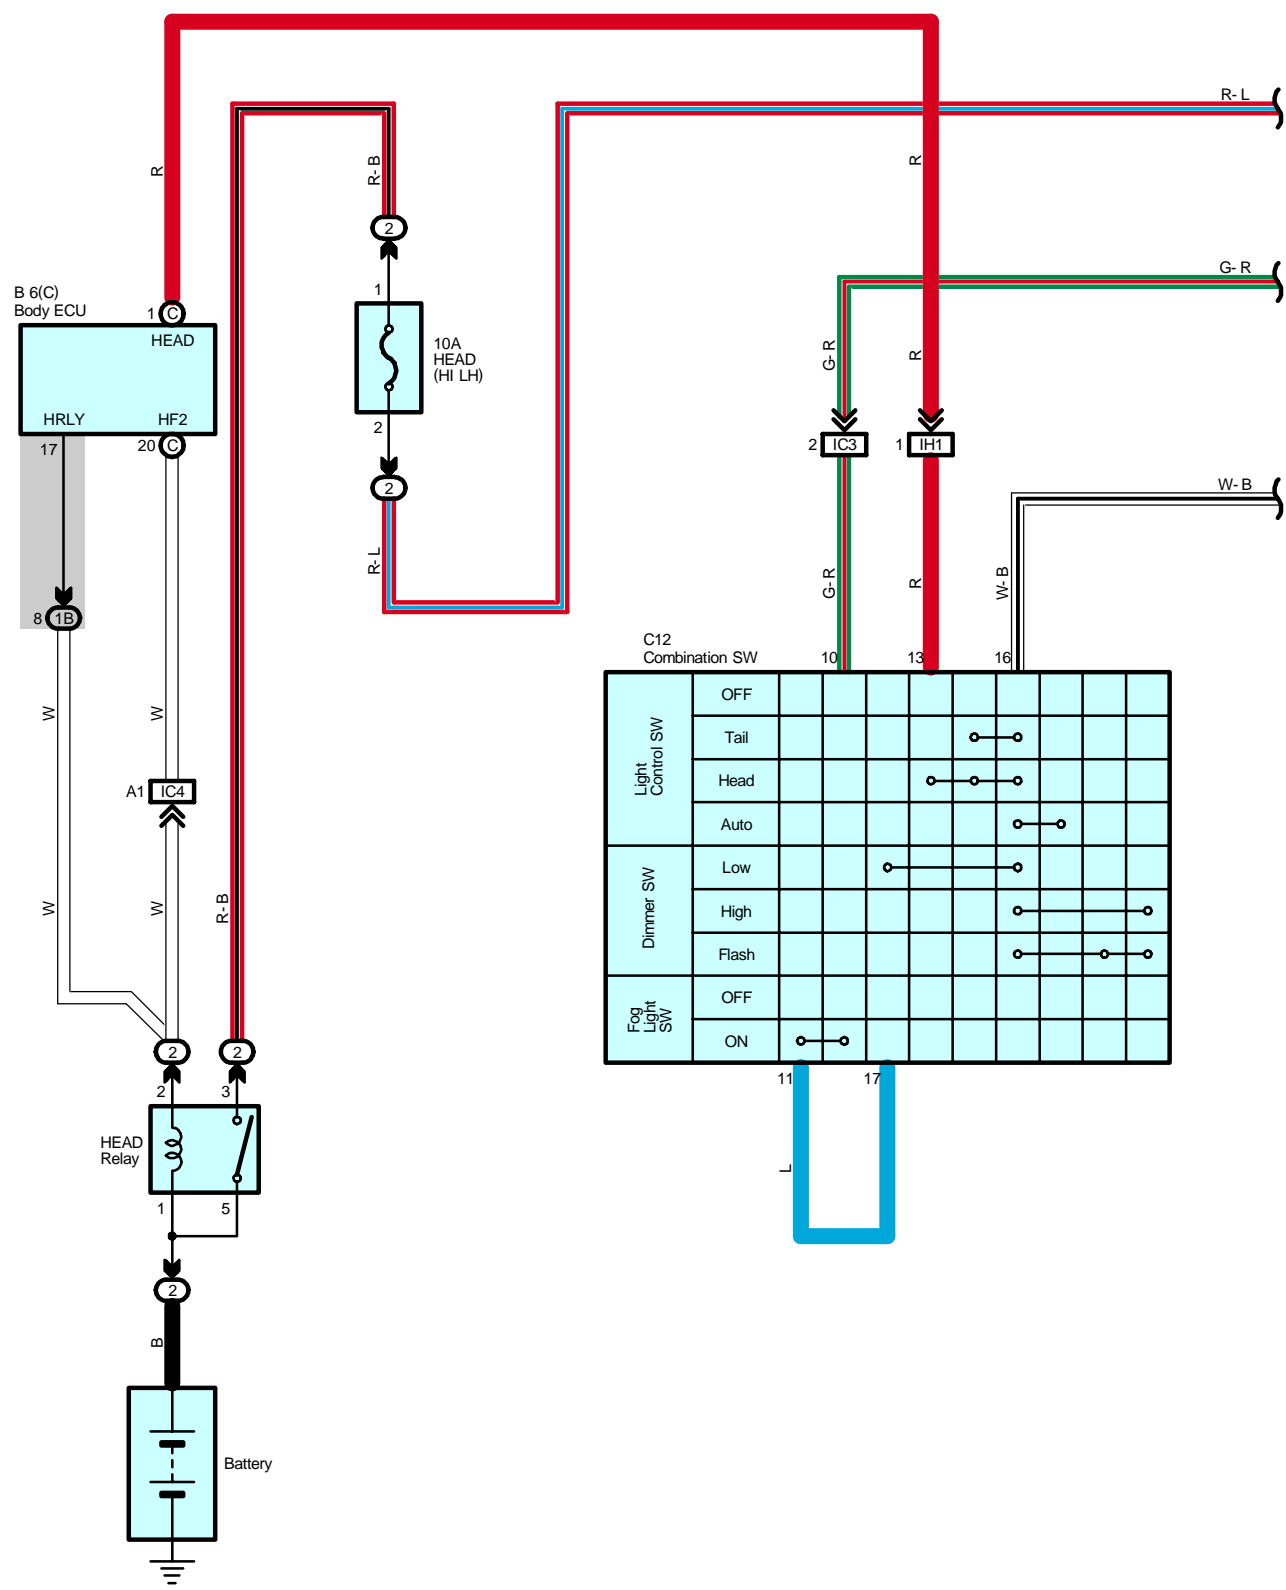 R- L
R
R- B
R
2
G- R
B 6(C)
Body ECU
1
1 C
HEAD
10A
HEAD
(HI LH)
G- R
R
HRLY
HF2
2
17
20 C
2 IC3
1 IH1
2
W- B
R- L
G- R
R
W- B
8 1B
C12
Combination SW
10
13
16
Light
Control SW
OFF
Tail
Head
Auto
Dimmer SW
Low
High
Flash
Fog
Light
SW
OFF
ON
W
W
A1 IC4
W
W
R- B
2
2
2
3
11
17
HEAD
Relay
L
1
5
2
B
Battery